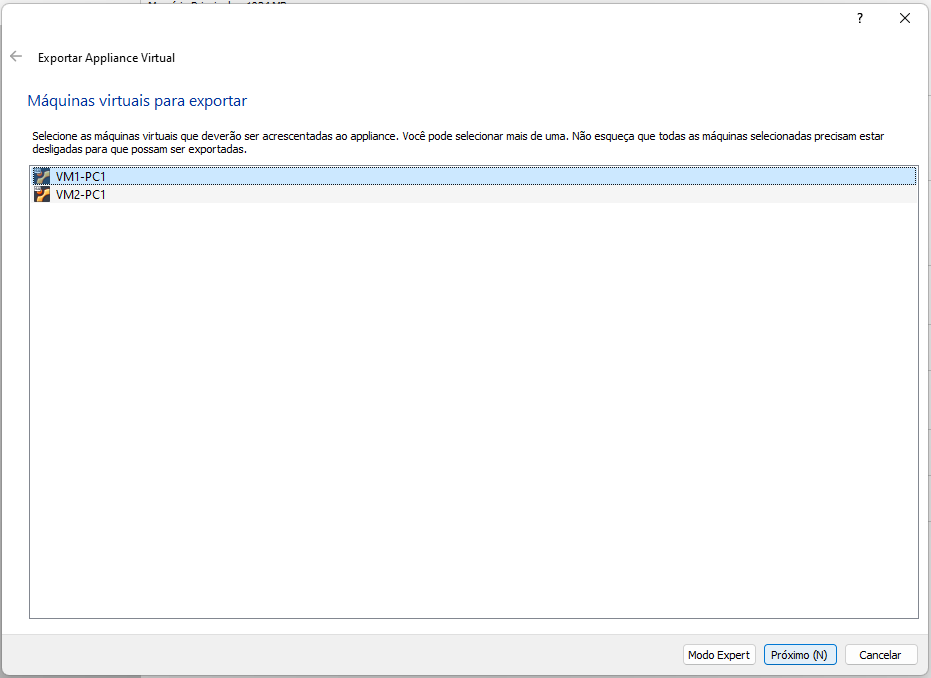 ?
Exportar Appliance Virtual
Máquinas virtuais para exportar
Selecione as máquinas virtuais que deverão ser acrescentadas ao appliance. Você pode selecionar mais de uma. Não esqueça que todas as máquinas selecionadas precisam estar
desligadas para que possam ser exportadas.
VM1-PC1
VM2-PC1
Modo Expert
Próximo (N)
Cancelar